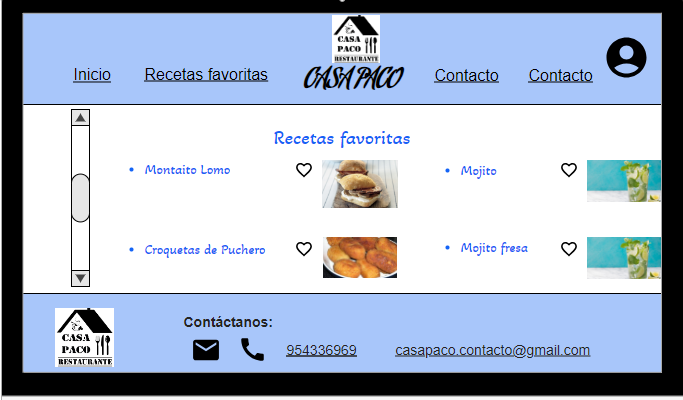 CASA
PACO
RESTAURANTE
Inicio
Recetas favoritas
CASA PACO
Contacto
Contacto
Recetas favoritas
• Montaito Lomo
• Mojito
• Croquetas de Puchero
• Mojito fresa
CASA
PACO
RESTAURANTE
Contáctanos:
954336969
casapaco.contacto@gmail.com